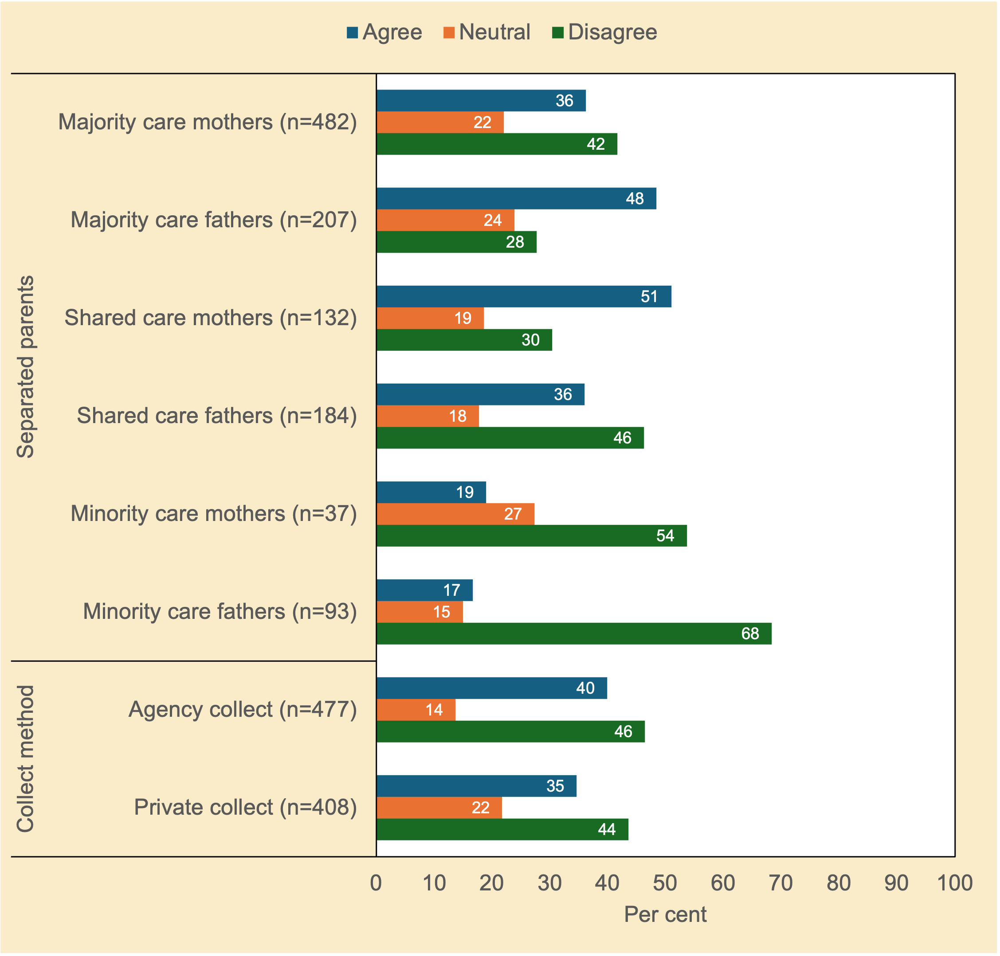 Agree Neutral Disagree
Separated parents
Majority care mothers (n=482)
36
22
42
Majority care fathers (n=207)
48
24
28
Shared care mothers (n=132)
51
19
30
Shared care fathers (n=184)
36
18
46
Minority care mothers (n=37)
19
27
54
Minority care fathers (n=93)
17
15
68
Collect method
Agency collect (n=477)
40
14
46
Private collect (n=408)
35
22
44
0 10 20 30 40 50 60 70 80 90 100
Per cent